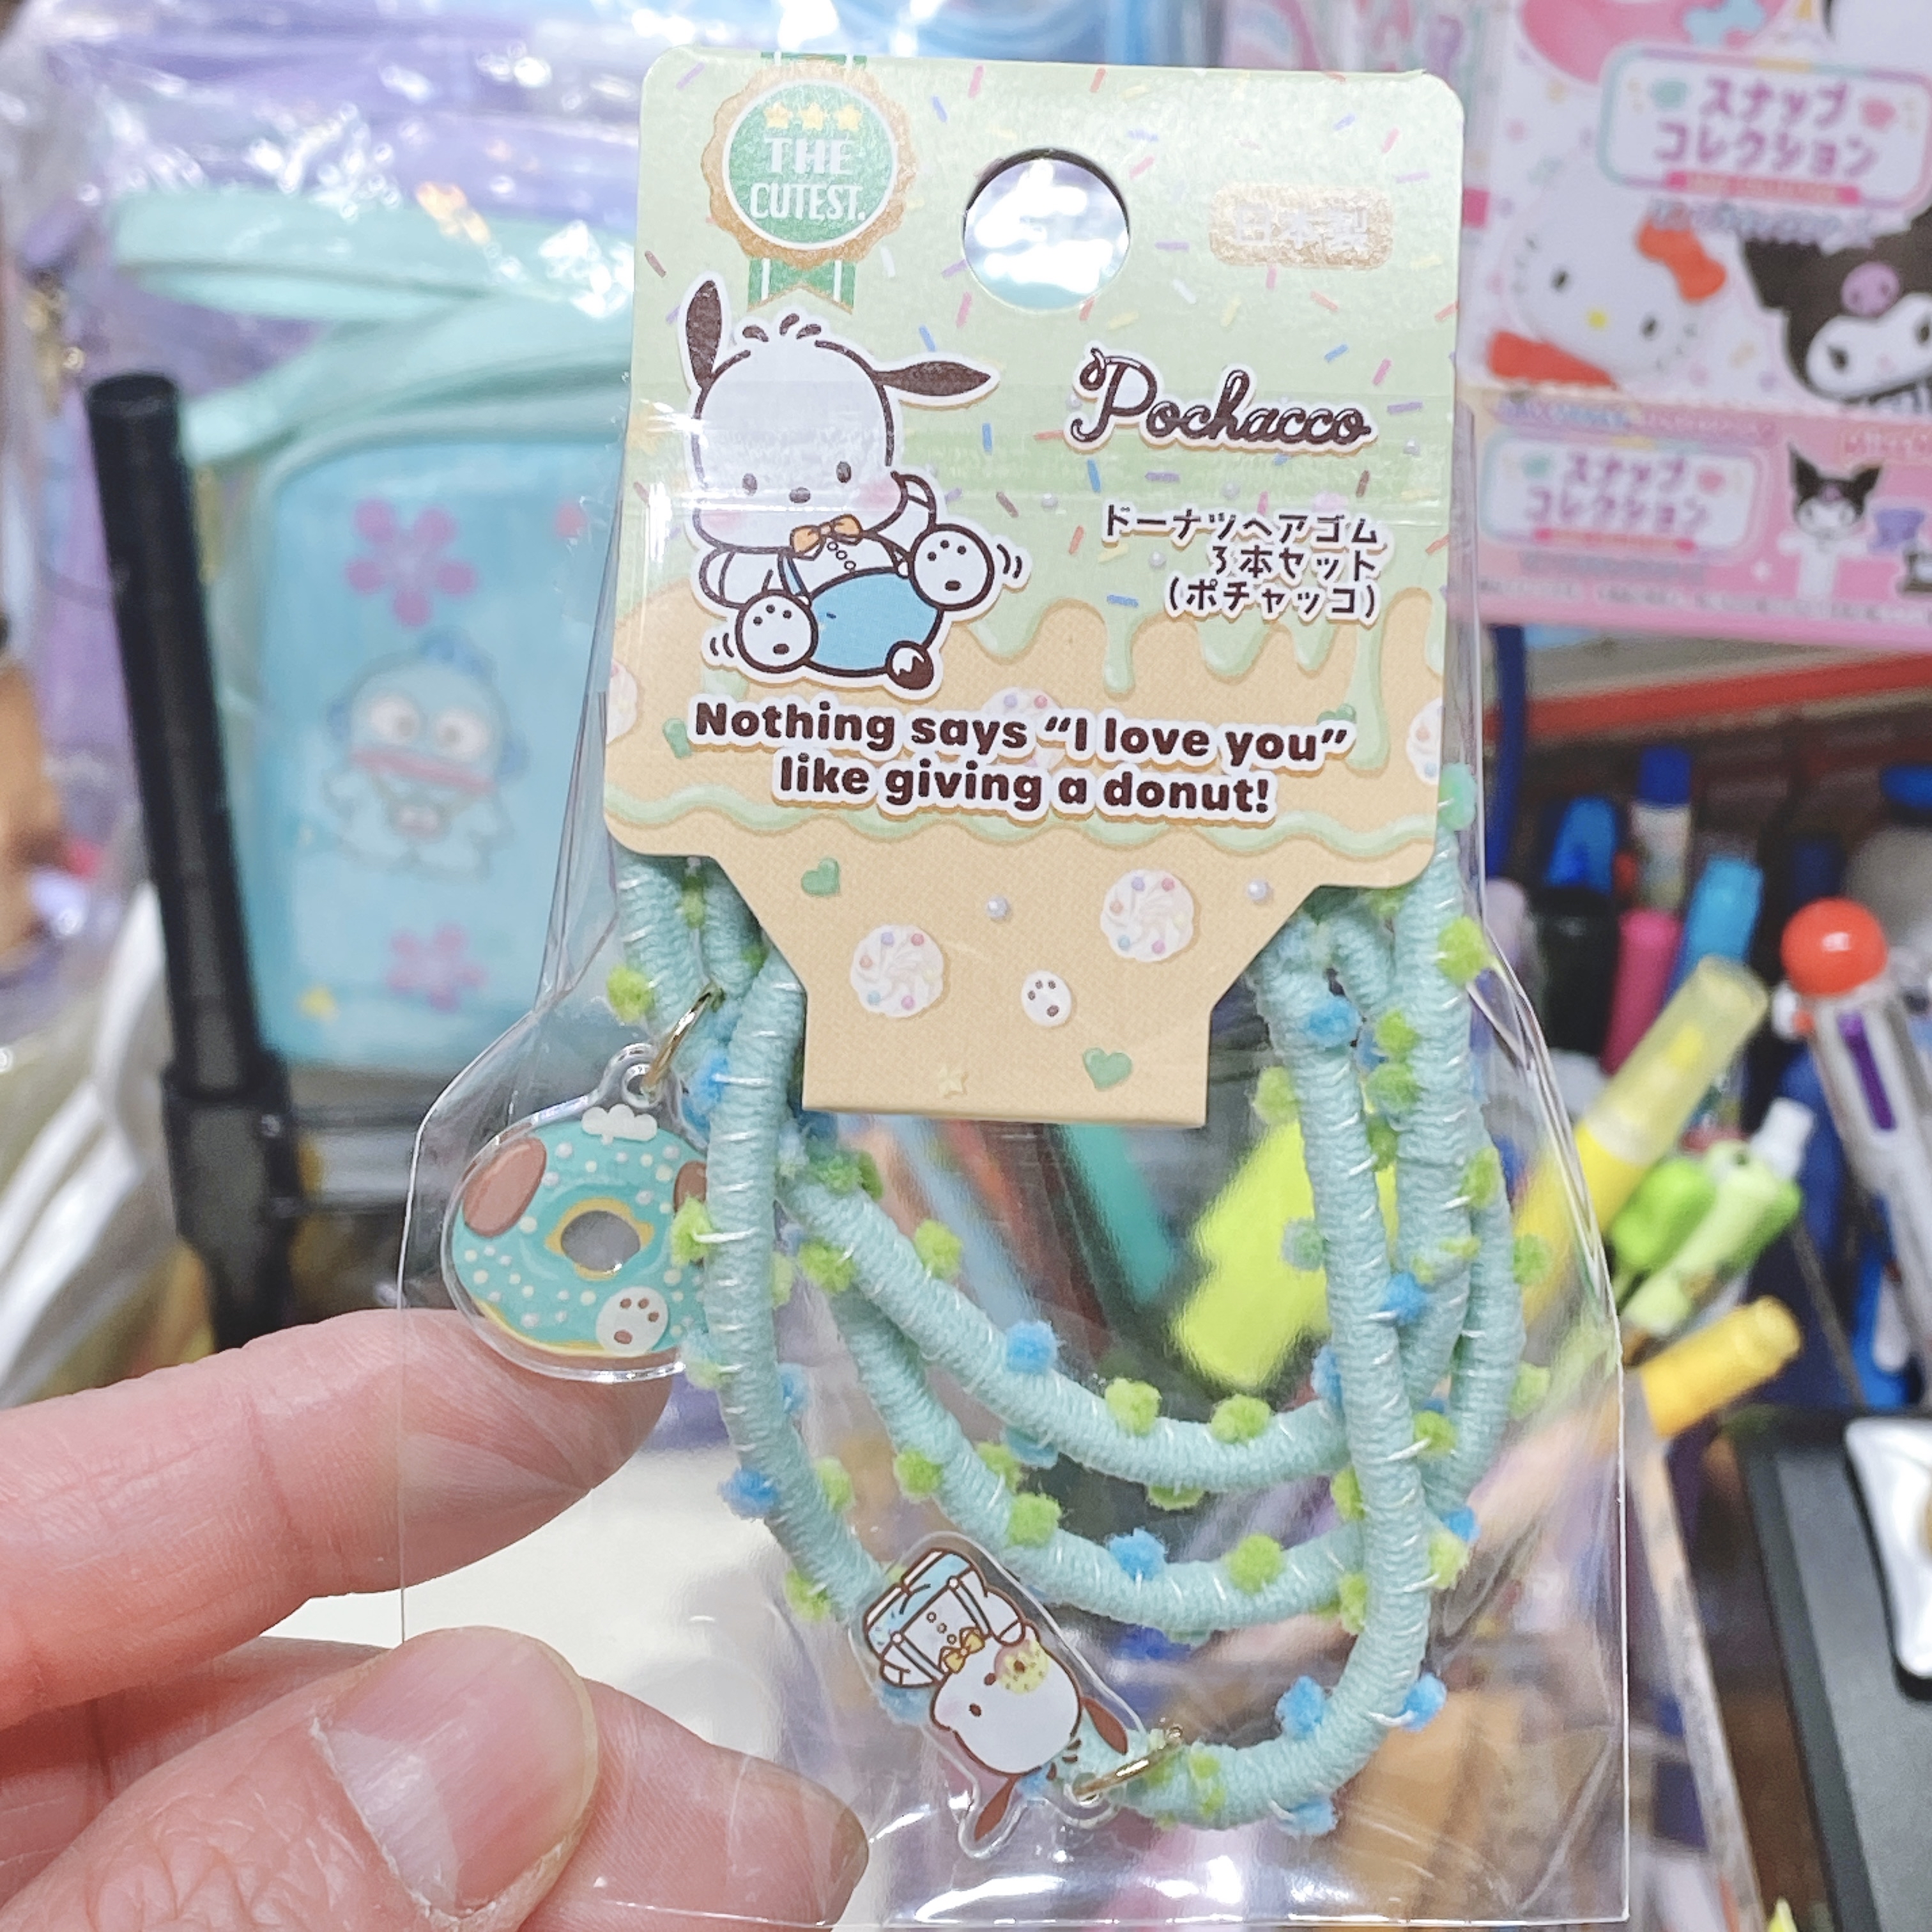 THE
CUTEST.
日本製
Pochacco
ドーナツヘアゴム
3本セット
(ポチャッコ)
Nothing says “I love you”
like giving a donut!
スナップ
コレクション
スナップ
コレクション